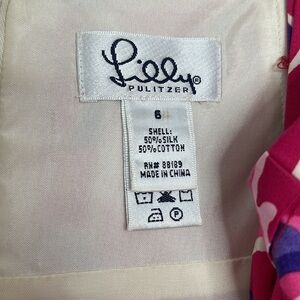 Lilly®
PULITZER
6
SHELL:
50%SILK
50%COTTON
RN# 88189
MADE IN CHINA
P